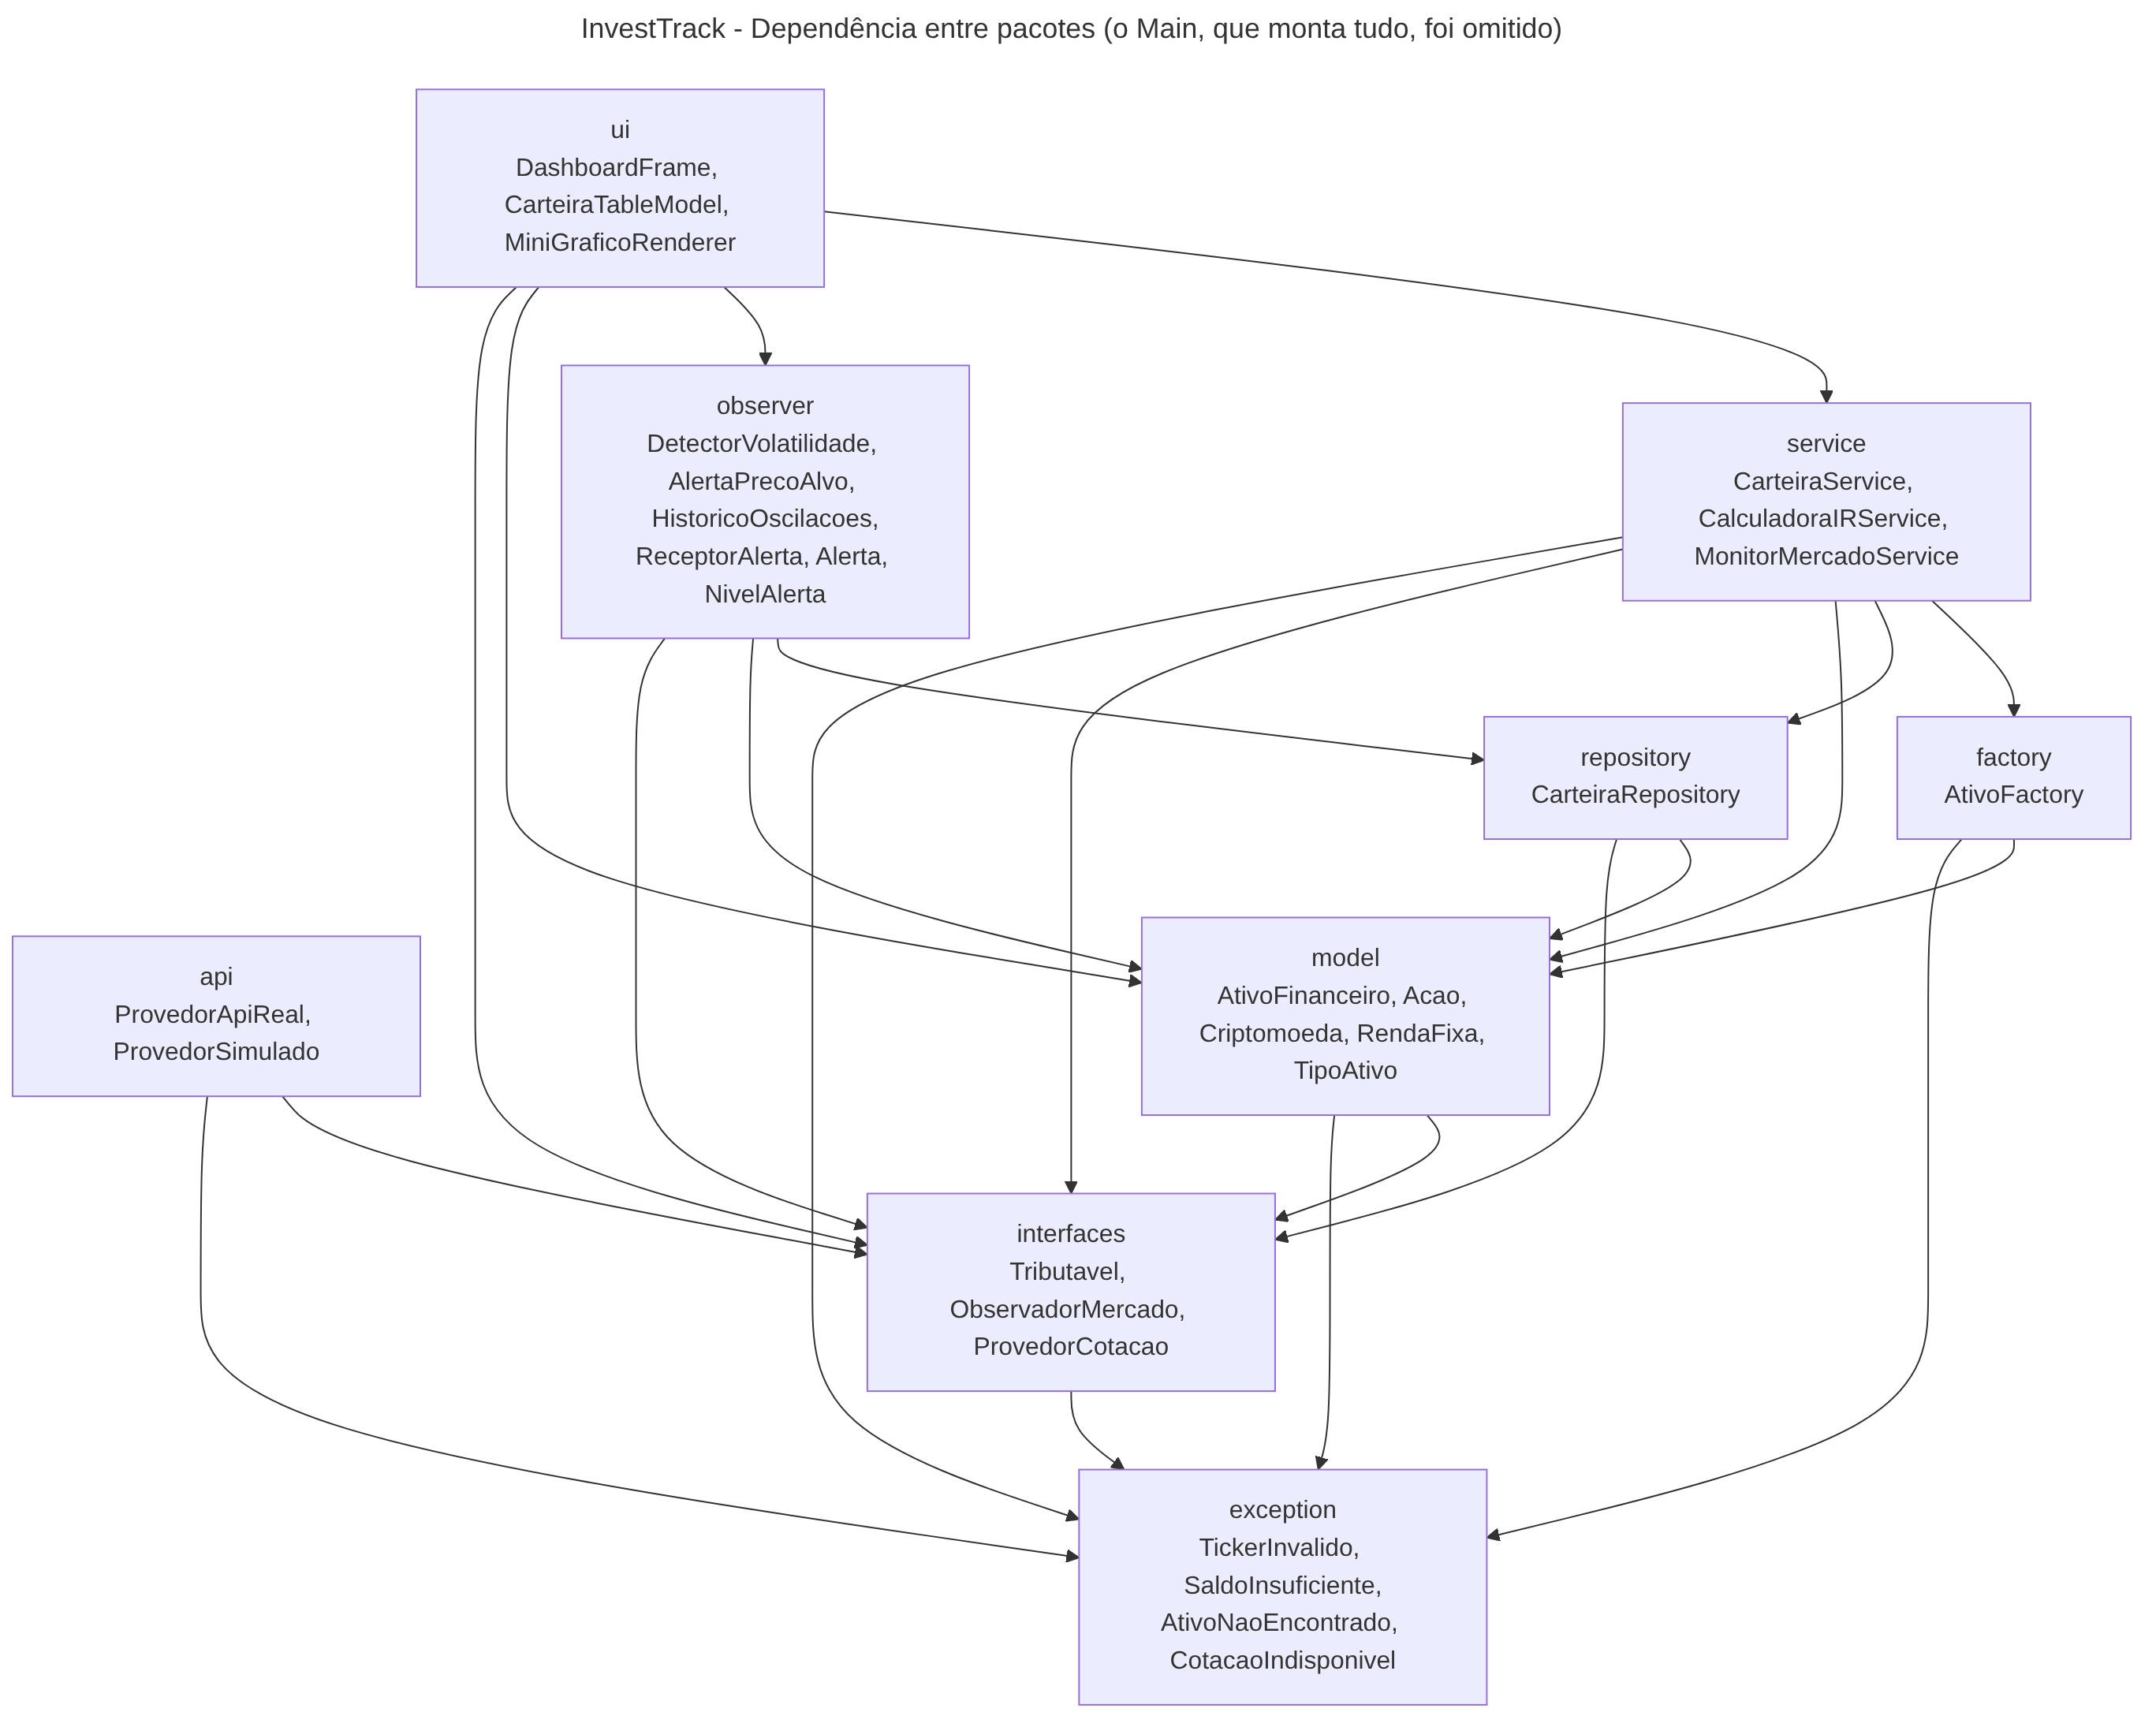 InvestTrack - Dependência entre pacotes (o Main, que monta tudo, foi omitido)
ui
DashboardFrame,
CarteiraTableModel,
MiniGraficoRenderer
observer
DetectorVolatilidade,
AlertaPrecoAlvo,
HistoricoOscilacoes,
ReceptorAlerta, Alerta,
NivelAlerta
service
CarteiraService,
CalculadoraIRService,
MonitorMercadoService
repository
CarteiraRepository
factory
AtivoFactory
api
ProvedorApiReal,
ProvedorSimulado
model
AtivoFinanceiro, Acao,
Criptomoeda, RendaFixa,
TipoAtivo
interfaces
Tributavel,
ObservadorMercado,
ProvedorCotacao
exception
TickerInvalido,
SaldoInsuficiente,
AtivoNaoEncontrado,
CotacaoIndisponivel